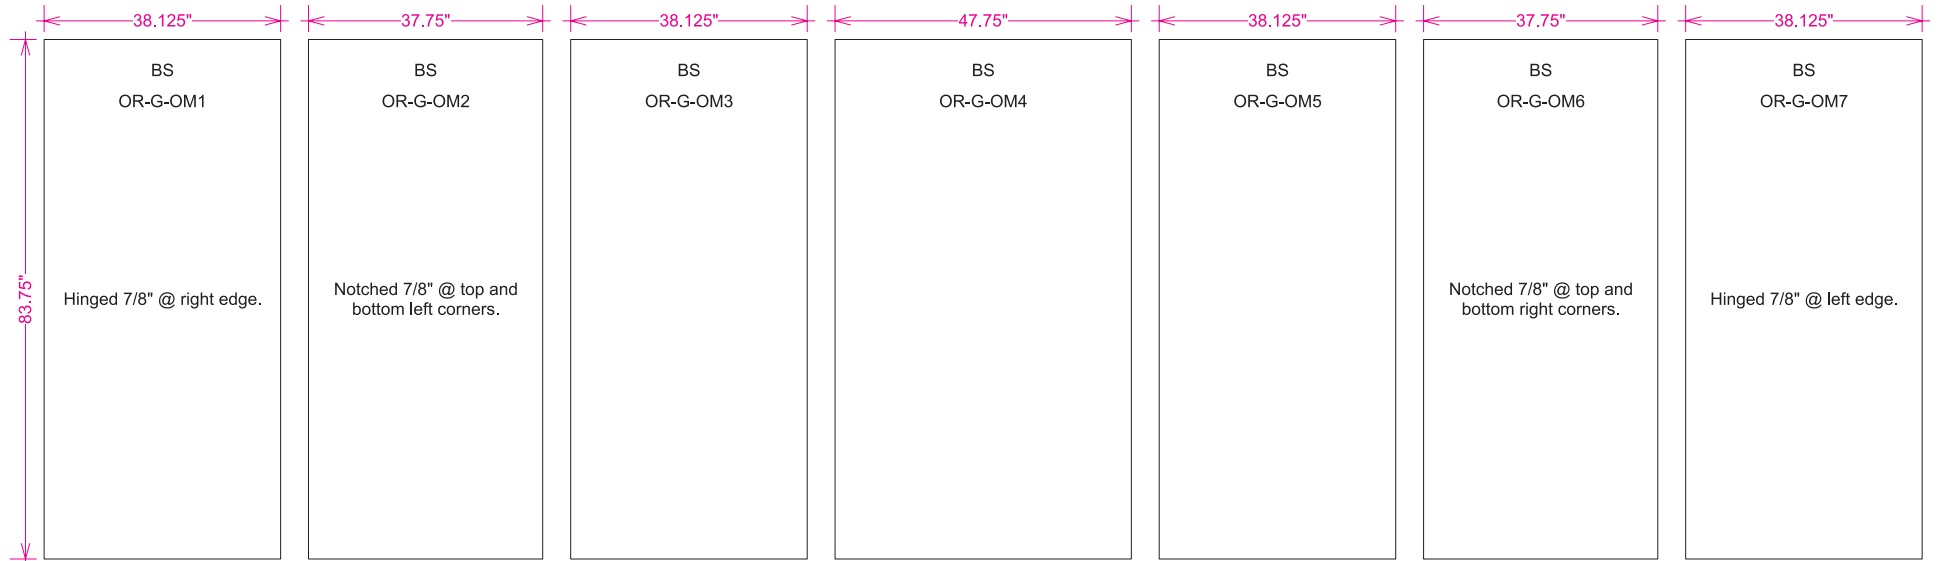 38.125"
37.75"
38.125"
47.75"
38.125"
37.75"
38.125"
83.75"
BS
OR-G-OM1
Hinged 7/8" @ right edge.
BS
OR-G-OM2
Notched 7/8" @ top and
bottom left corners.
BS
OR-G-OM3
BS
OR-G-OM4
BS
OR-G-OM5
BS
OR-G-OM6
Notched 7/8" @ top and
bottom right corners.
BS
OR-G-OM7
Hinged 7/8" @ left edge.